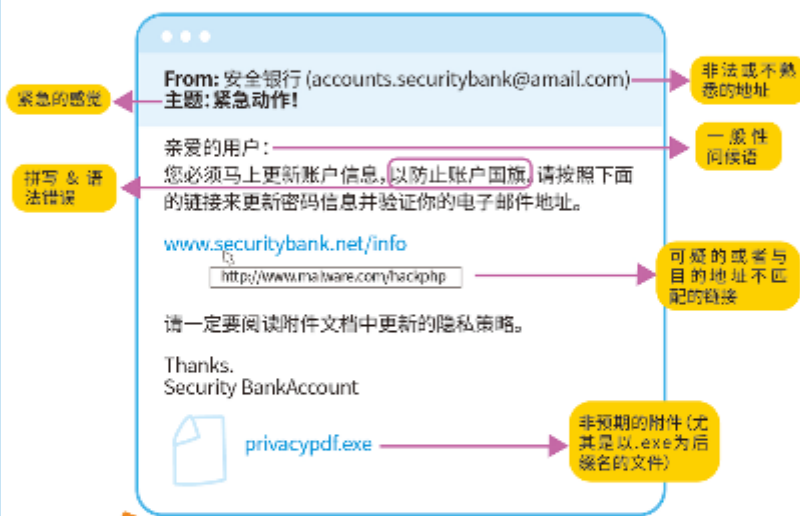 From: 安全银行 (accounts.securitybank@amail.com)
非法或不熟
悉的地址
紧急的感觉
主题:紧急动作!
亲爱的用户:
一般性
问候语
拼写 & 语
法错误
您必须马上更新账户信息,以防止账户国旗,请按照下面
的链接来更新密码信息并验证你的电子邮件地址。
www.securitybank.net/info
http://www.malware.com/hackphp
可疑的或者与
目的地址不匹
配的链接
请一定要阅读附件文档中更新的隐私策略。
Thanks.
Security BankAccount
privacypdf.exe
非预期的附件(尤
其是以.exe为后
缀名的文件)